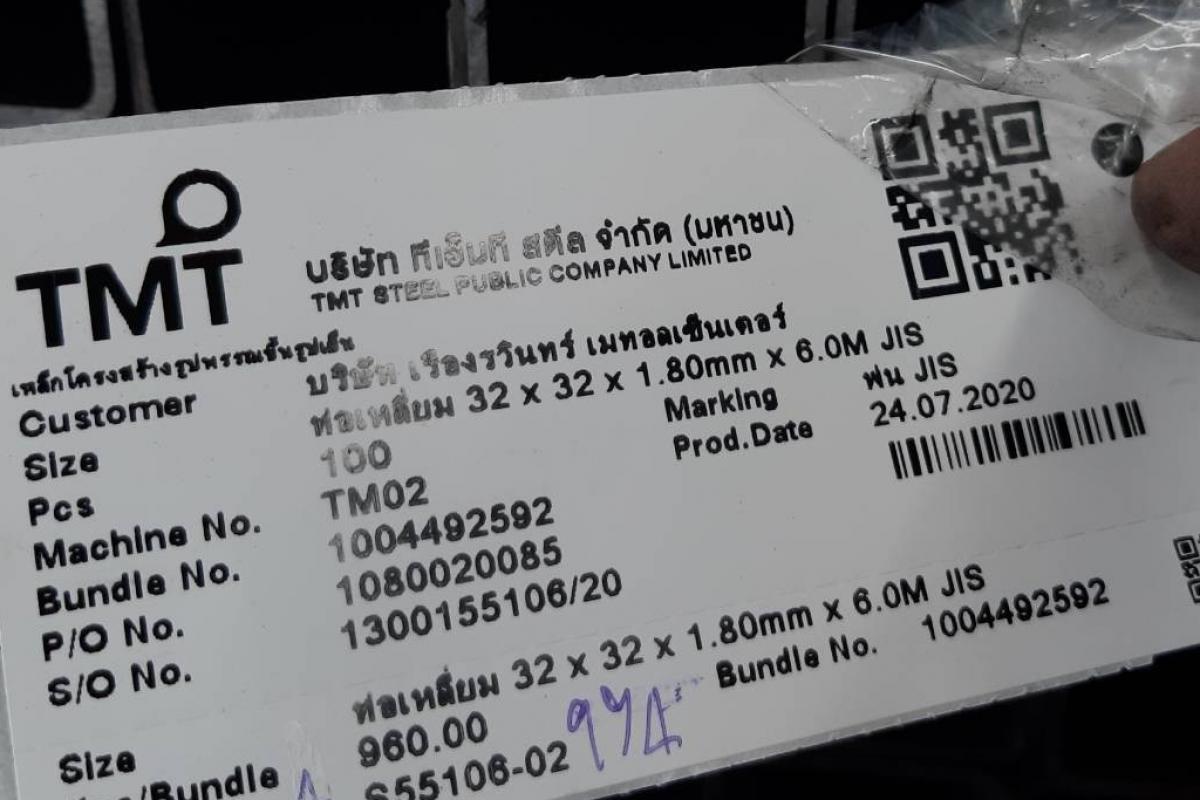 TMT
บริษัท ทีเอ็มที สตีล จำกัด (มหาชน)
TMT STEEL PUBLIC COMPANY LIMITED
เหล็กโครงสร้างรูปพรรณขึ้นรูปเย็น
Customer บริษัท เรืองรวินทร์ เมทอลเซ็นเตอร์
Size ท่อเหลี่ยม 32 x 32 x 1.80mm x 6.0M JIS
Pcs 100 Marking พ่น JIS
Machine No. TM02 Prod.Date 24.07.2020
Bundle No. 1004492592
P/O No. 1080020085
S/O No. 1300155106/20
Size ท่อเหลี่ยม 32 x 32 x 1.80mm x 6.0M JIS
/Bundle 960.00 Bundle No. 1004492592
S55106-02